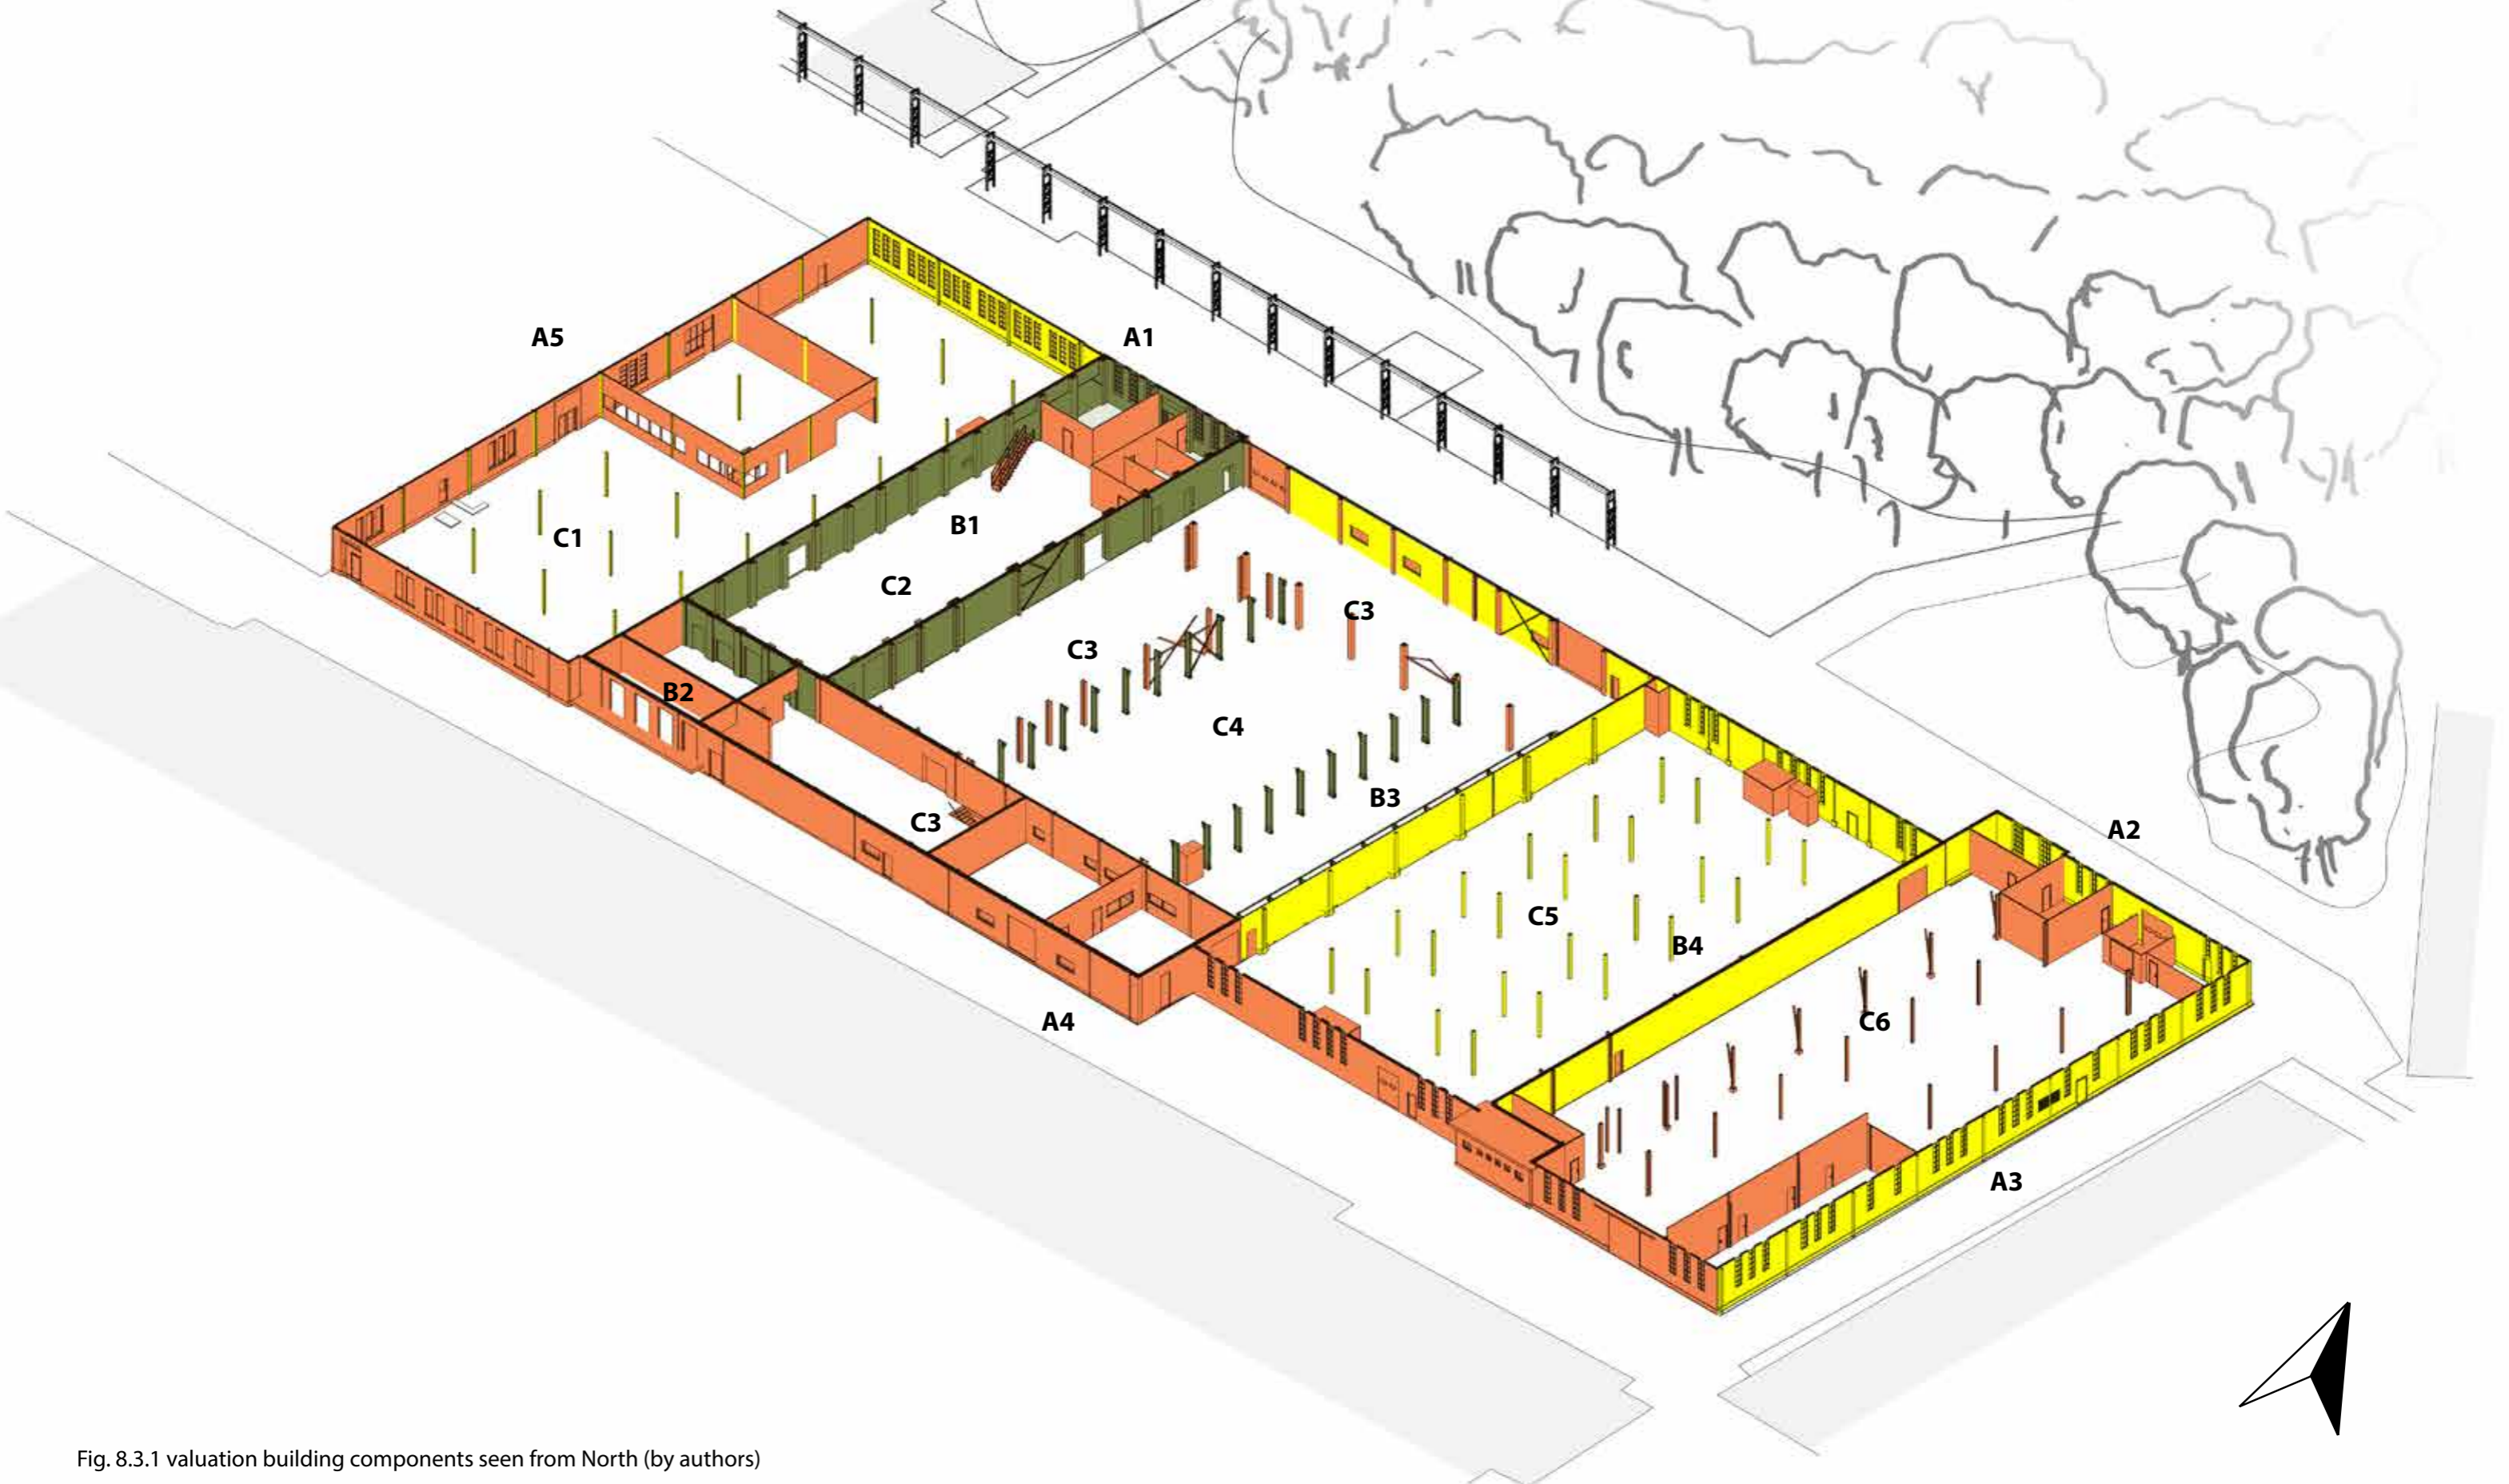 A5
A1
C1
B1
C2
C3
C3
B2
C4
B3
C3
A2
C5
B4
A4
C6
A3
Fig. 8.3.1 valuation building components seen from North (by authors)